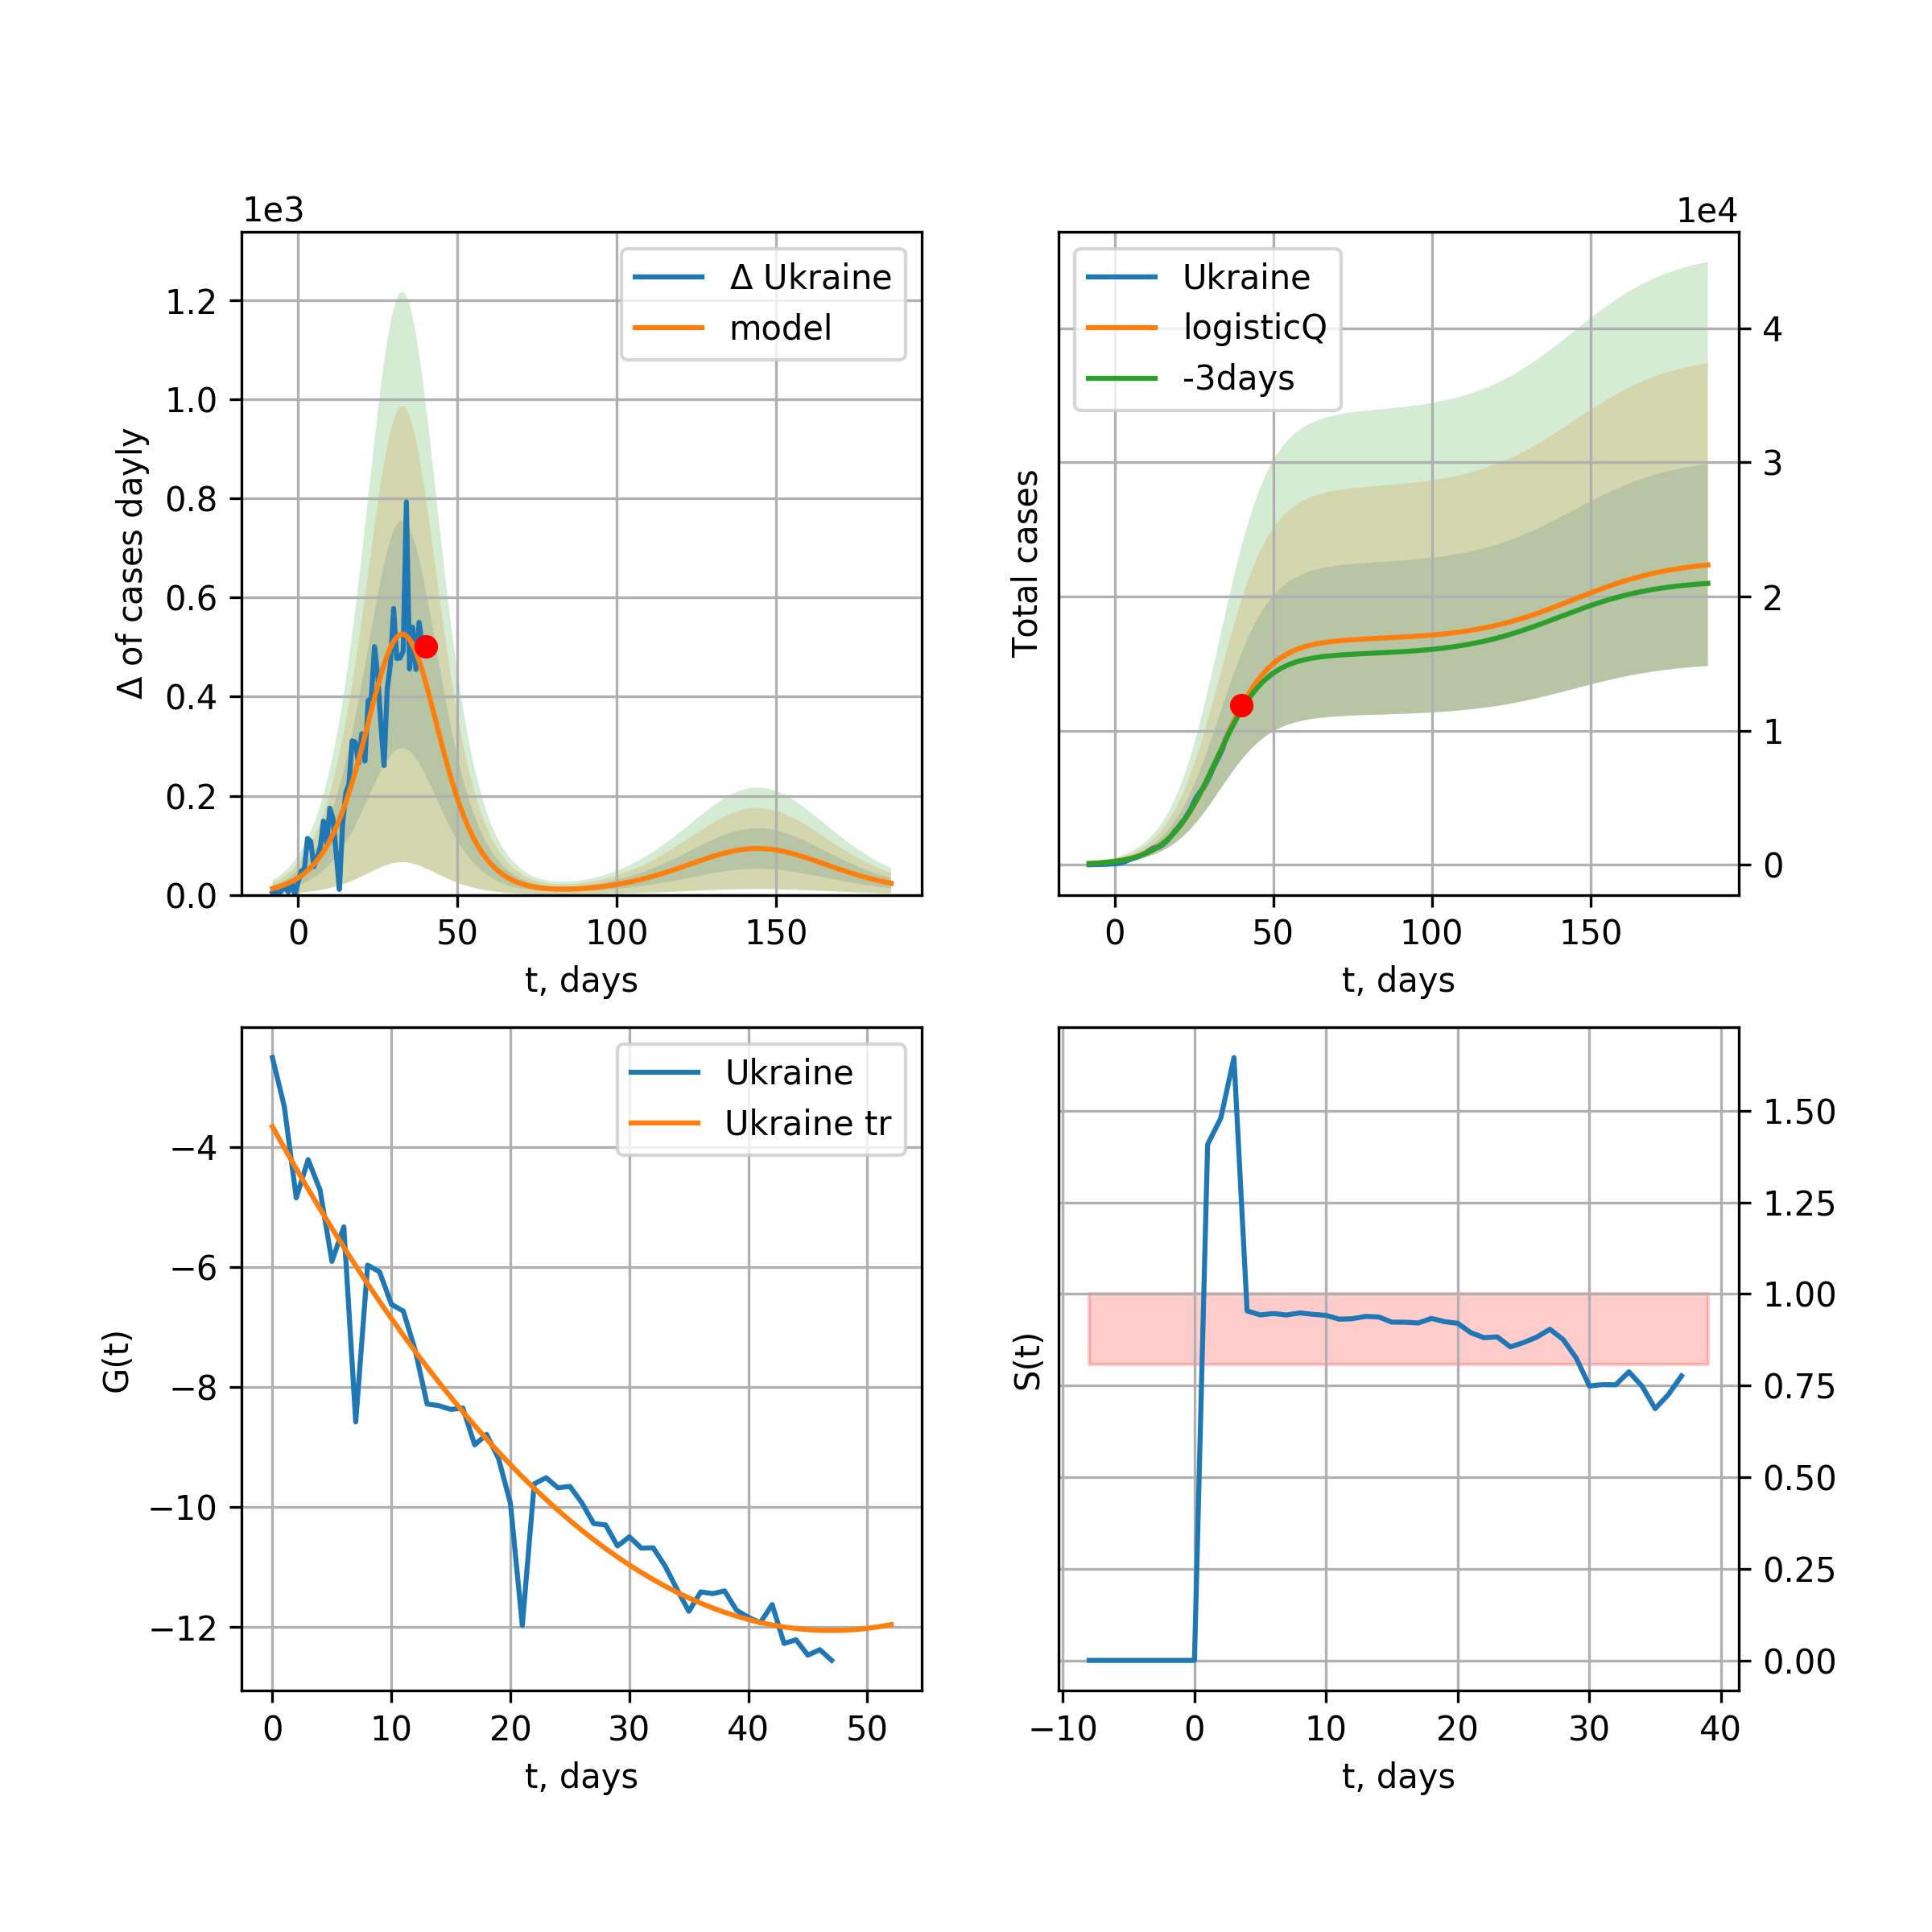 1e3
Δ Ukraine
model
1.2
1.0
0.8
0.6
0.4
0.2
0.0
Δ of cases dayly
0 50 100 150
t, days
1e4
Ukraine
logisticQ
-3days
4
3
2
1
0
Total cases
0 50 100 150
t, days
Ukraine
Ukraine tr
−4
−6
−8
−10
−12
G(t)
0 10 20 30 40 50
t, days
1.50
1.25
1.00
0.75
0.50
0.25
0.00
S(t)
−10 0 10 20 30 40
t, days